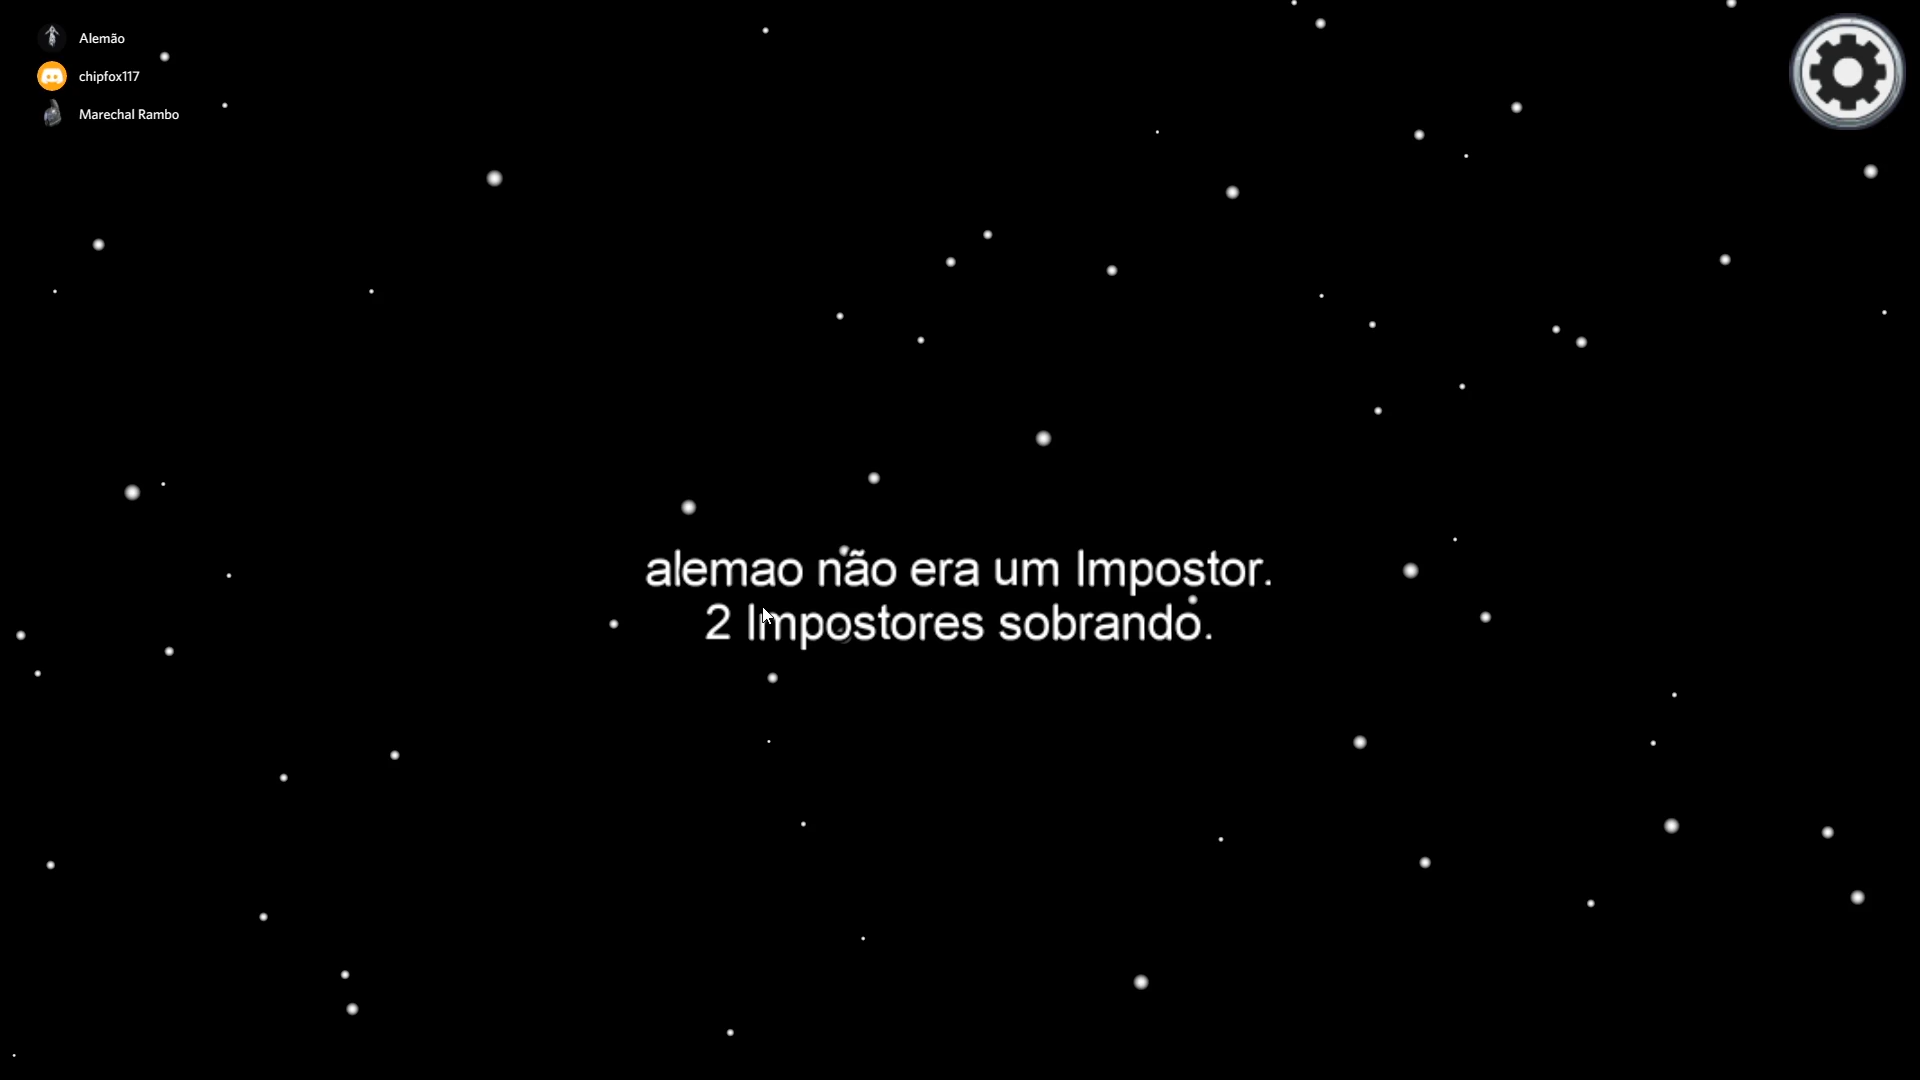 Alemão
chipfox117
Marechal Rambo
alemao não era um Impostor.
2 Impostores sobrando.